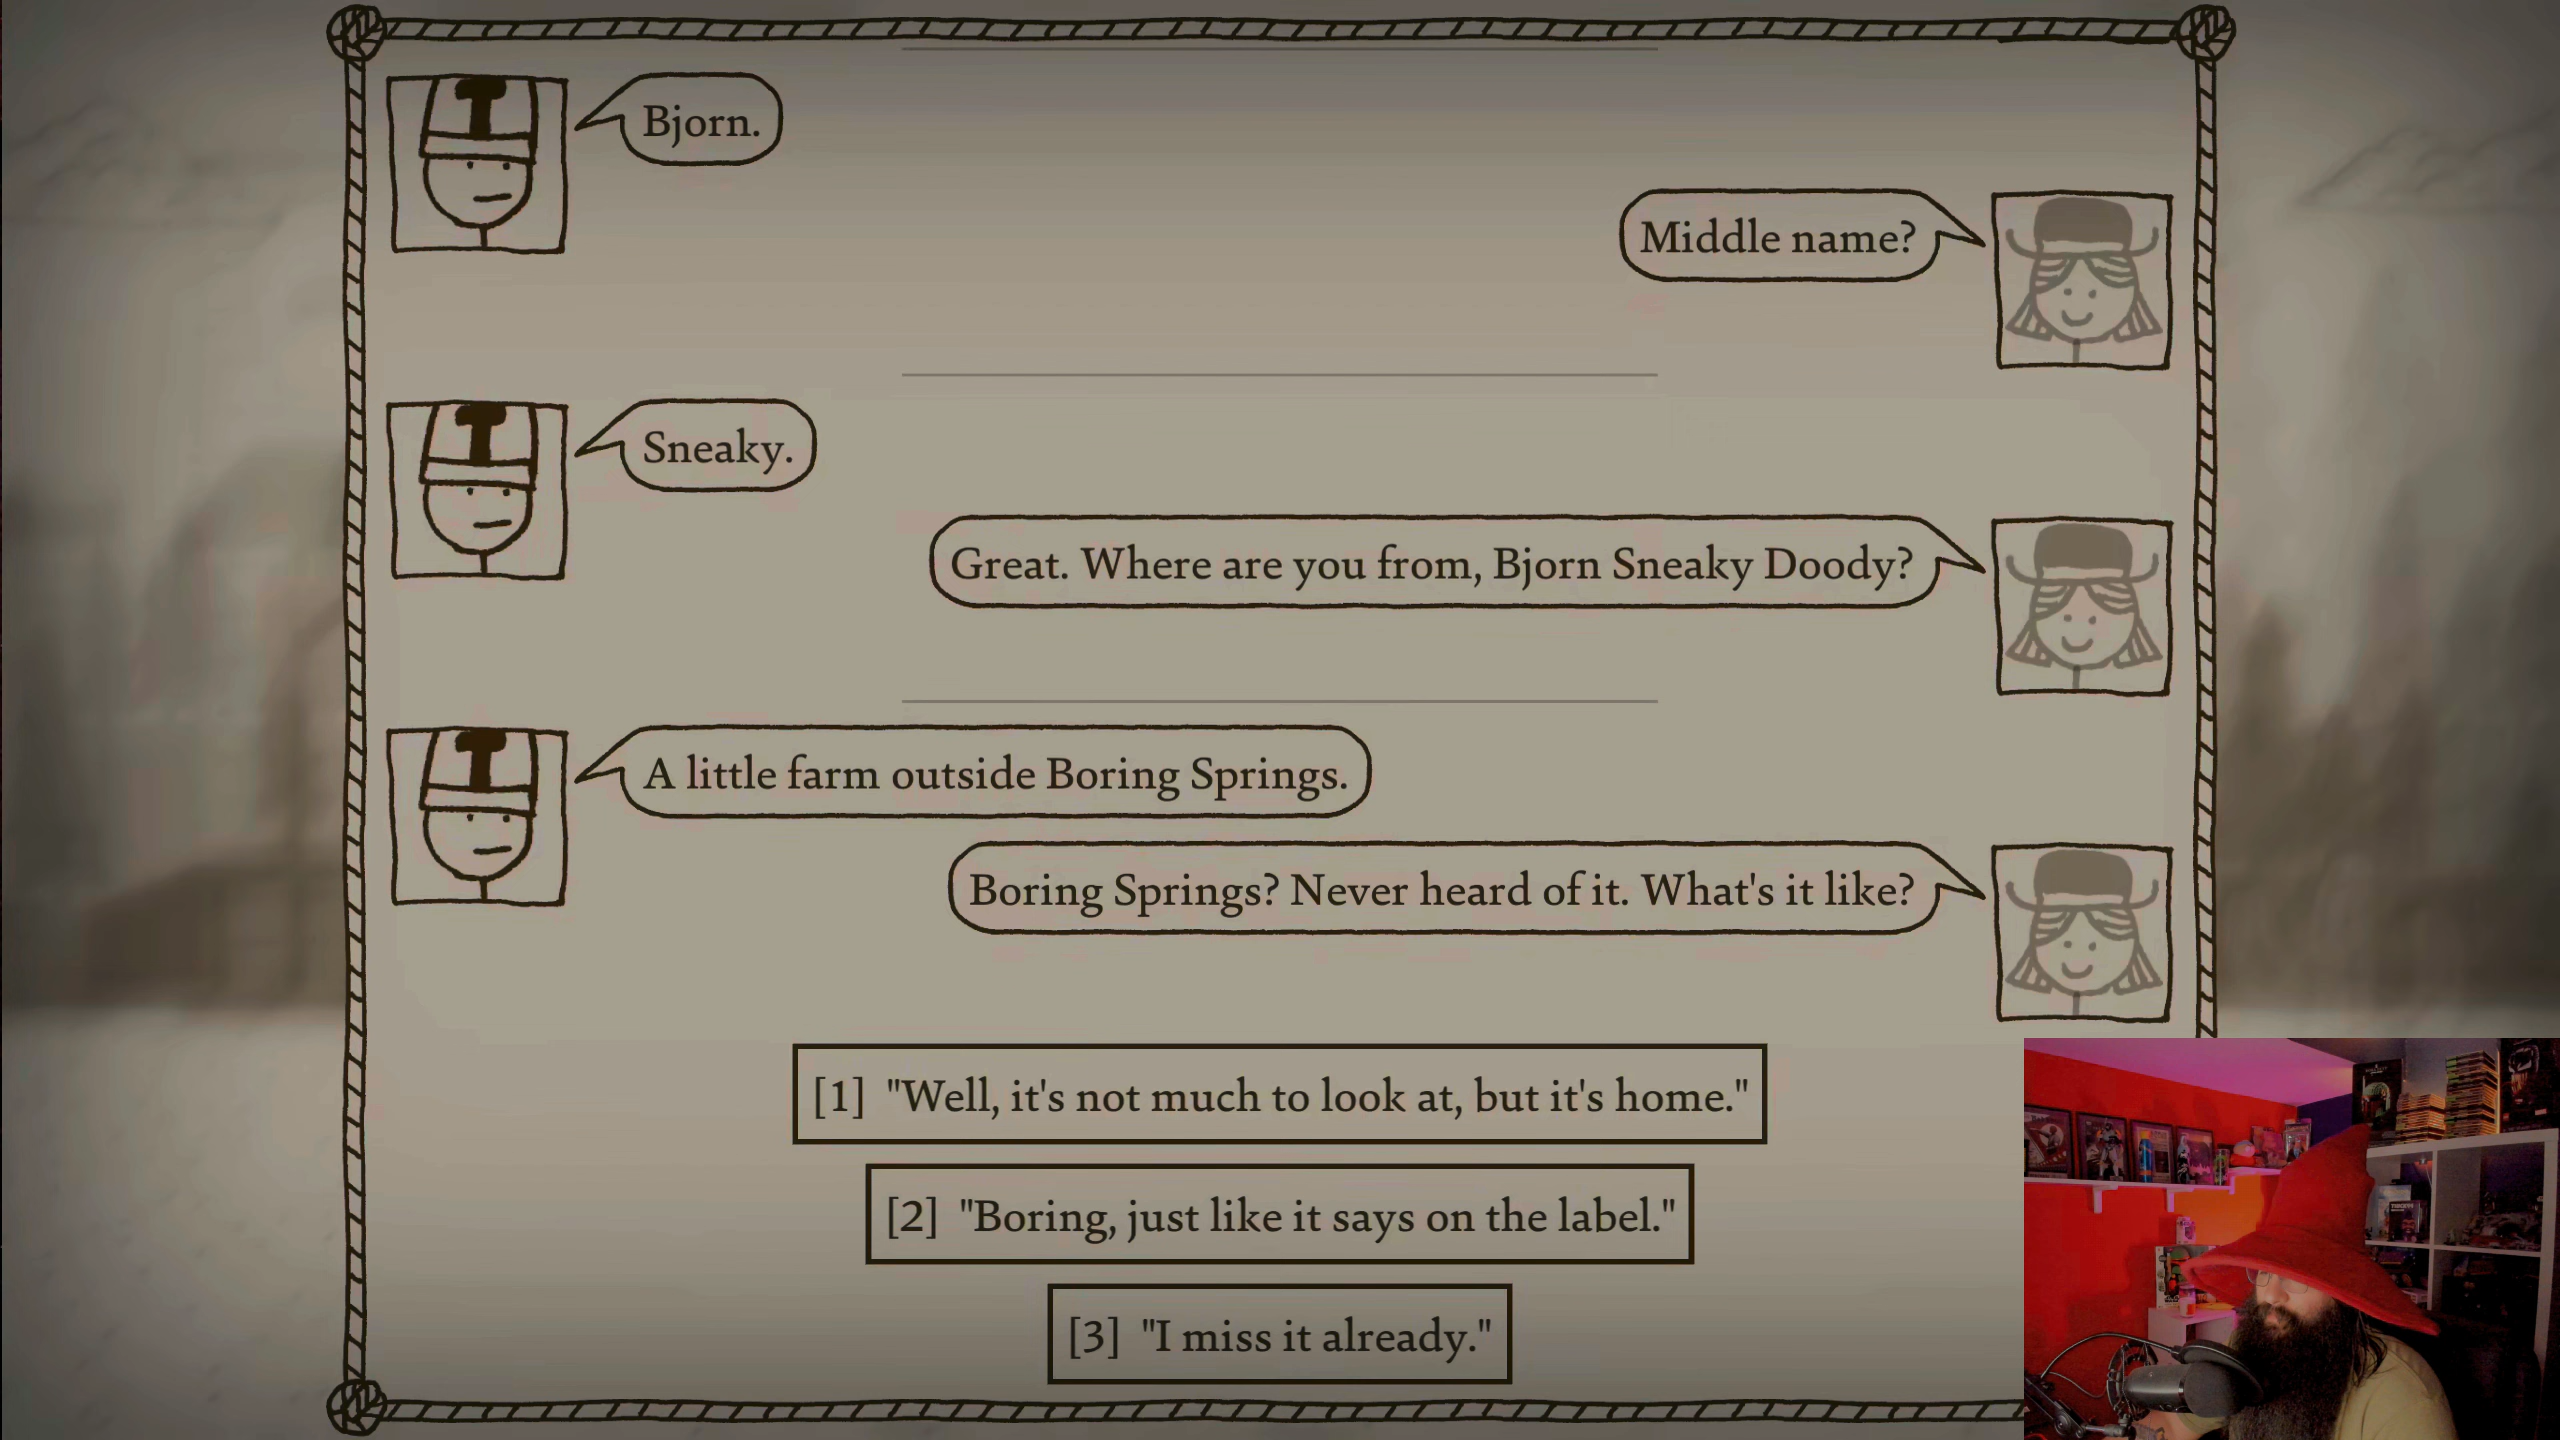 Bjorn.
Middle name?
Sneaky.
Great. Where are you from, Bjorn Sneaky Doody?
A little farm outside Boring Springs.
Boring Springs? Never heard of it. What's it like?
[1] "Well, it's not much to look at, but it's home."
[2] "Boring, just like it says on the label."
[3] "I miss it already."